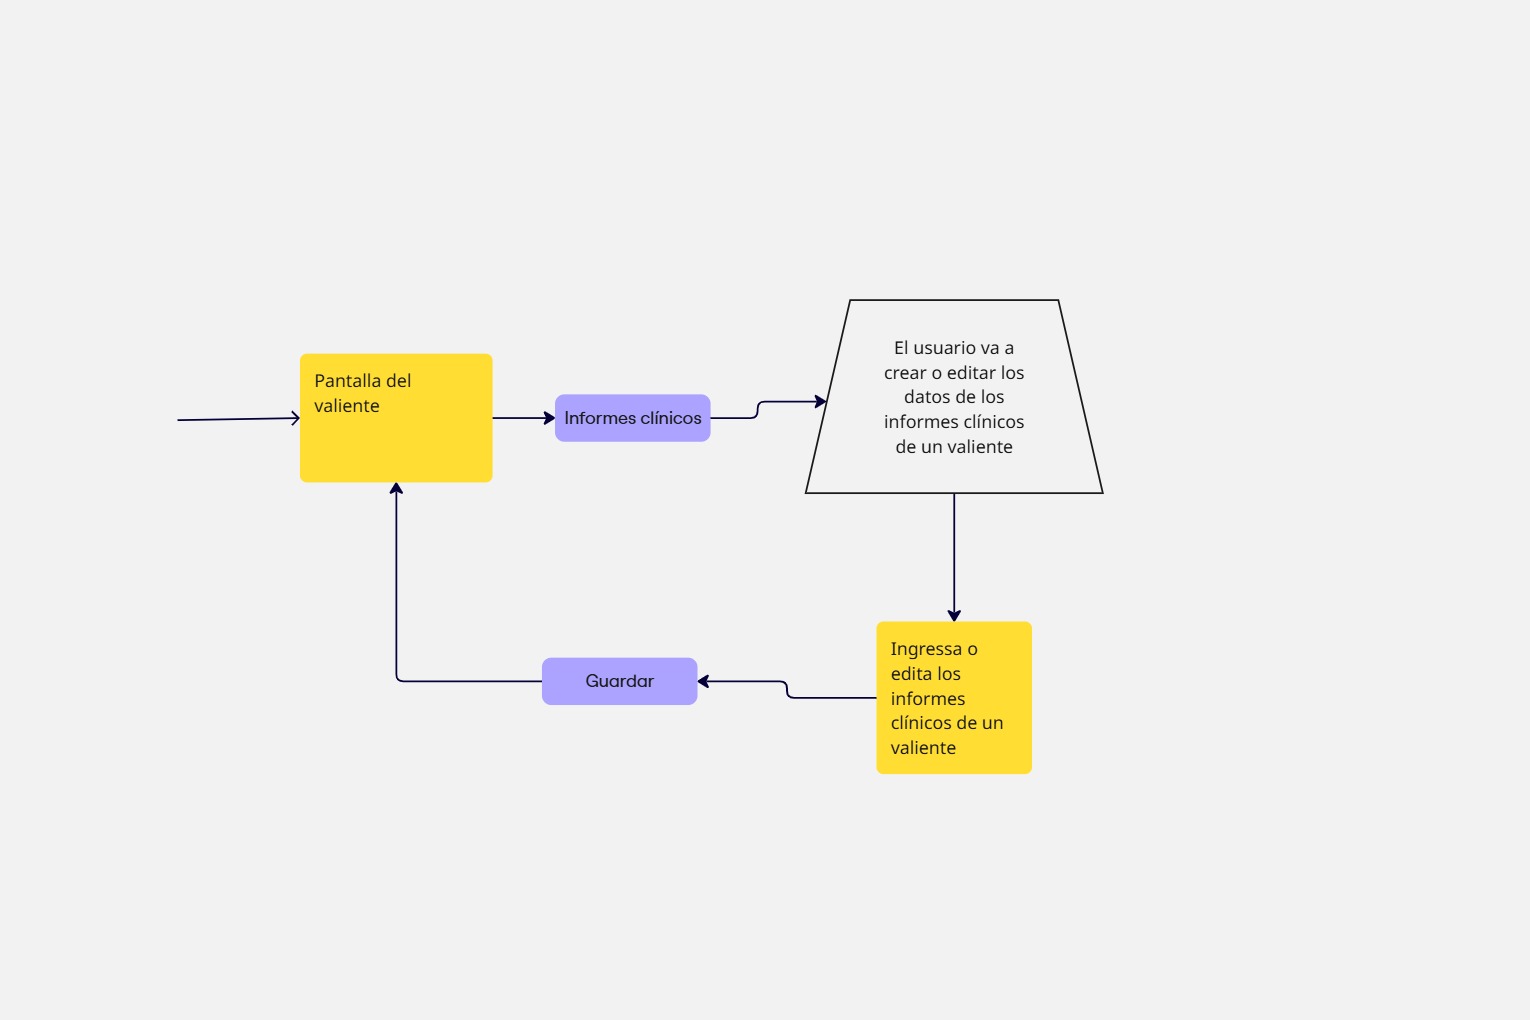 Pantalla del
valiente
Informes clínicos
El usuario va a
crear o editar los
datos de los
informes clínicos
de un valiente
Ingressa o
edita los
informes
clínicos de un
valiente
Guardar